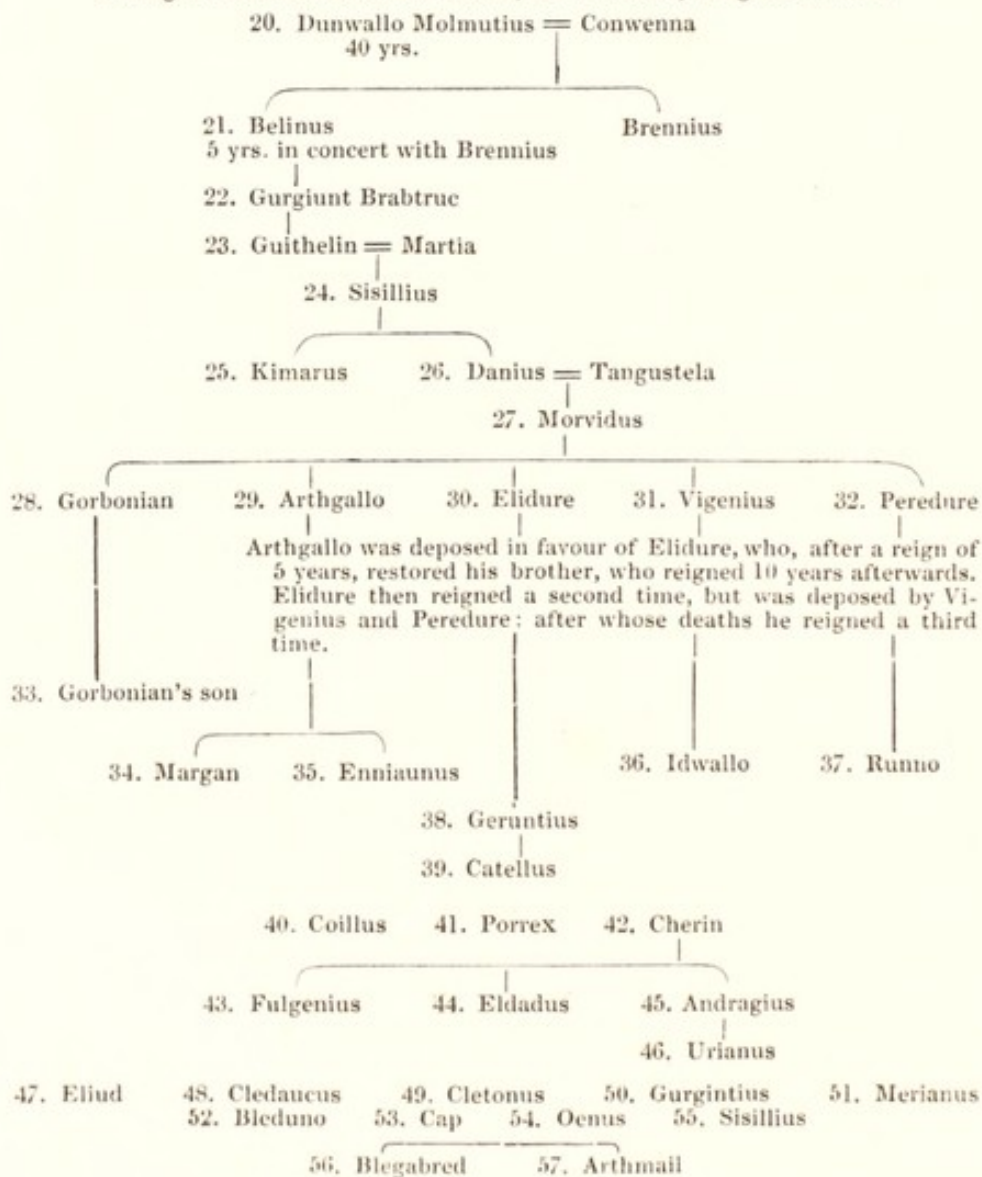 20. Dunwallo Molmutius = Conwenna
40 yrs.
21. Belinus Brennius
5 yrs. in concert with Brennius
22. Gurgiunt Brabtruc
23. Guithelin = Martia
24. Sisillius
25. Kimarus 26. Danius = Tangustela
27. Morvidus
28. Gorbonian 29. Arthgallo 30. Elidure 31. Vigenius 32. Peredure
Arthgallo was deposed in favour of Elidure, who, after a reign of
5 years, restored his brother, who reigned 10 years afterwards.
Elidure then reigned a second time, but was deposed by Vi-
genius and Peredure: after whose deaths he reigned a third
time.
33. Gorbonian's son
34. Margan 35. Enniaunus 36. Idwallo 37. Runno
38. Geruntius
39. Catellus
40. Coillus 41. Porrex 42. Cherin
43. Fulgenius 44. Eldadus 45. Andragius
46. Urianus
47. Eliud 48. Cledaucus 49. Cletonus 50. Gurgintius 51. Merianus
52. Bleduno 53. Cap 54. Oenus 55. Sisillius
56. Blegabred 57. Arthmail